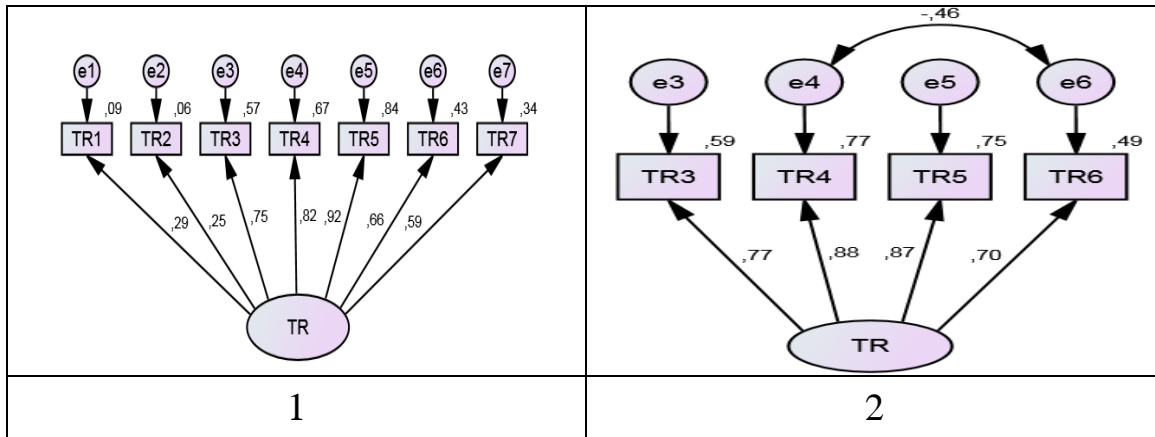 -,46
e1 e2 e3 e4 e5 e6 e7
e3 e4 e5 e6
,09 ,06 ,57 ,67 ,84 ,43 ,34
TR1 TR2 TR3 TR4 TR5 TR6 TR7
,59 ,77 ,75 ,49
TR3 TR4 TR5 TR6
,29 ,25 ,75 ,82 ,92 ,66 ,59
,77 ,88 ,87 ,70
TR
TR
1
2